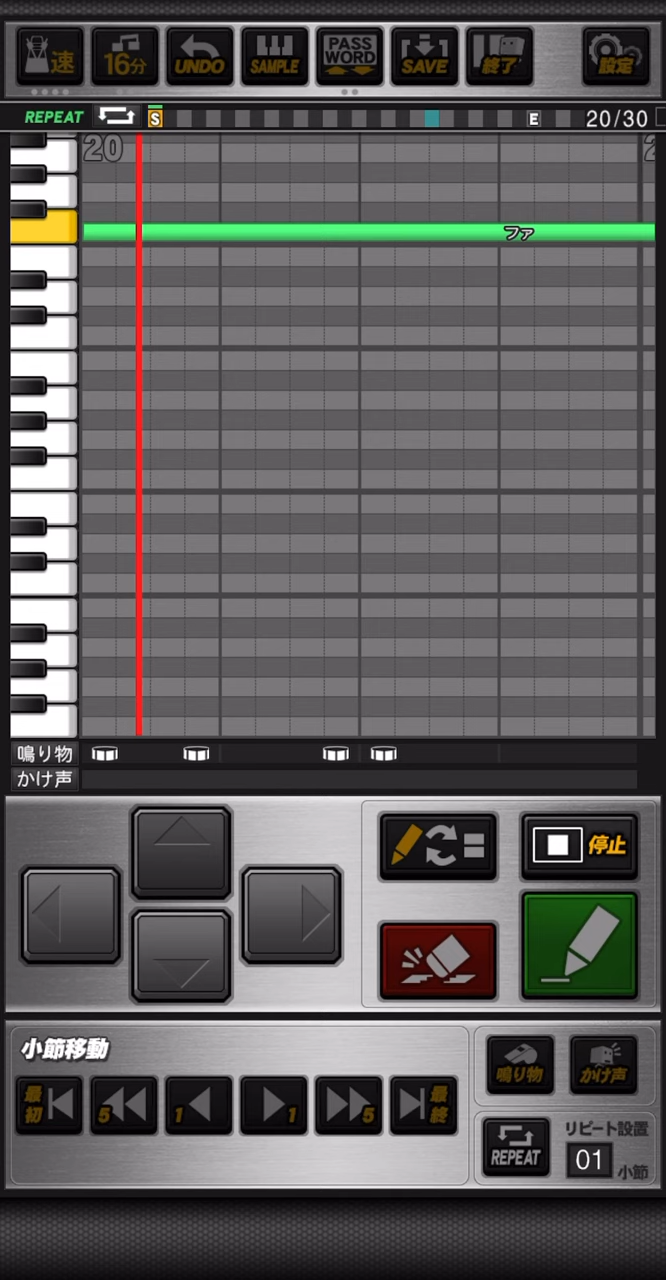 速 16分 UNDO SAMPLE PASS WORD SAVE 終了 設定
REPEAT S E 20/30
20
ファ
鳴り物
かけ声
停止
小節移動
鳴り物 かけ声
最初 5 1 1 5 最終
リピート設置
REPEAT 01 小節